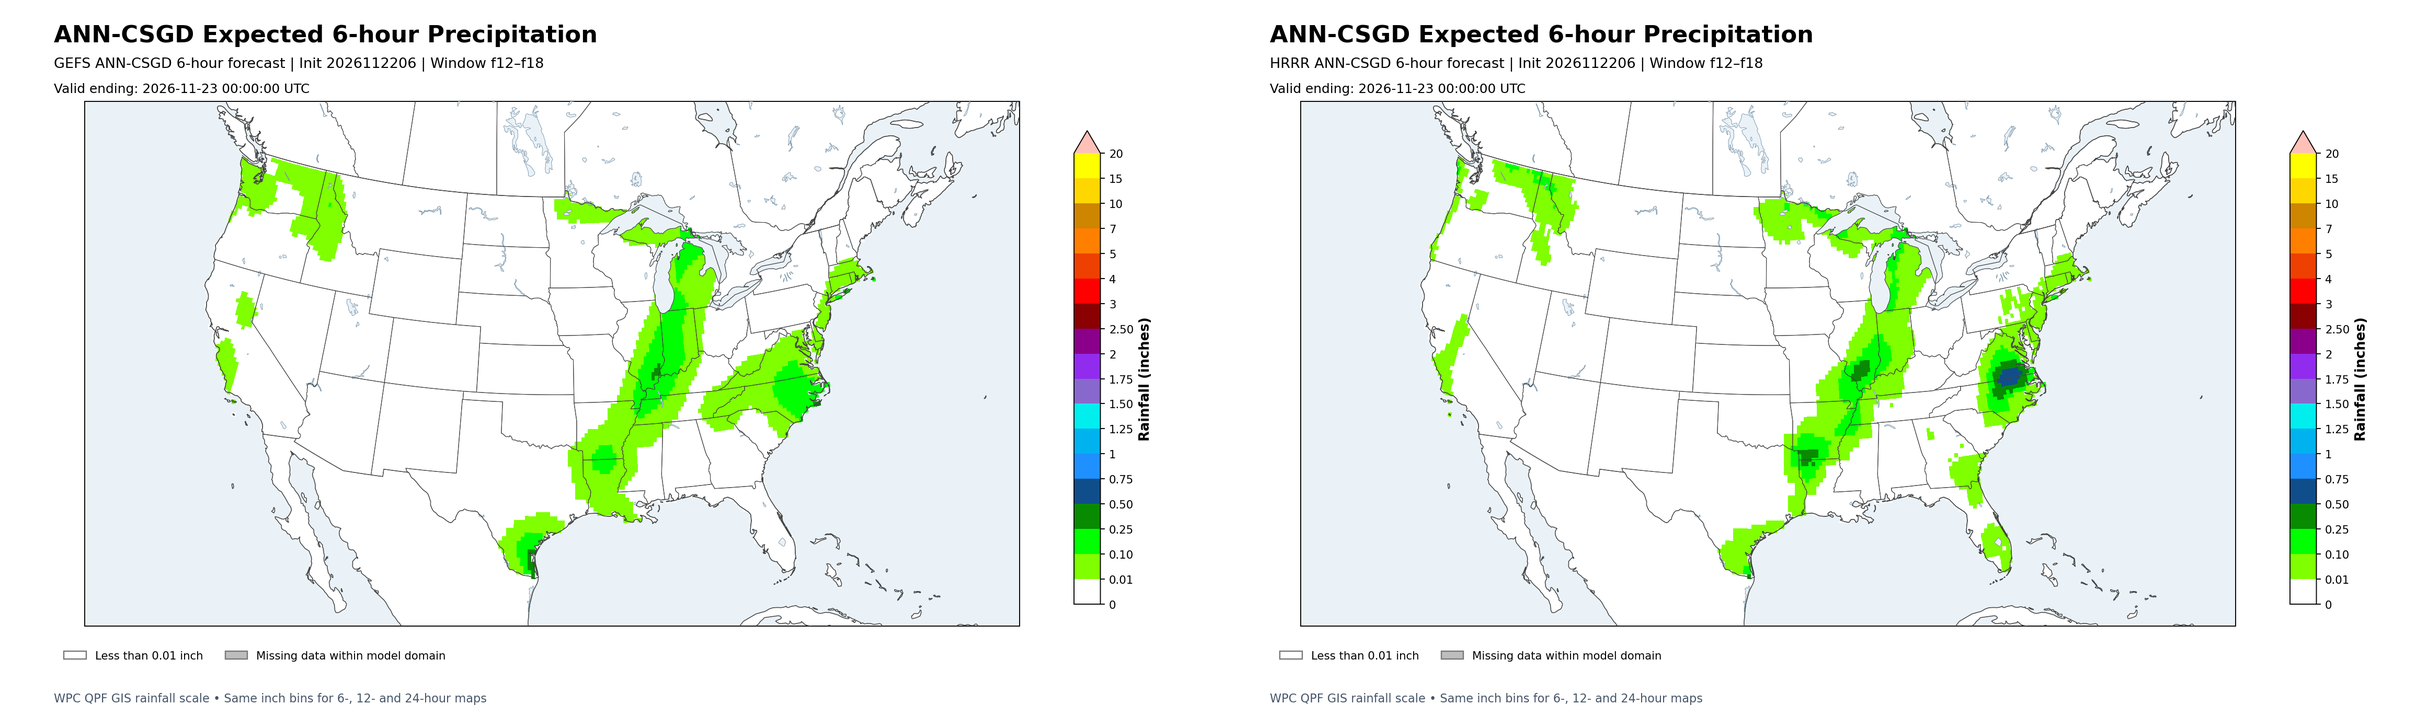 ANN-CSGD Expected 6-hour Precipitation
GEFS ANN-CSGD 6-hour forecast | Init 2026112206 | Window f12–f18
Valid ending: 2026-11-23 00:00:00 UTC
20
15
10
7
5
4
3
2.50
2
1.75
1.50
1.25
1
0.75
0.50
0.25
0.10
0.01
0
Rainfall (inches)
Less than 0.01 inch
Missing data within model domain
WPC QPF GIS rainfall scale • Same inch bins for 6-, 12- and 24-hour maps
ANN-CSGD Expected 6-hour Precipitation
HRRR ANN-CSGD 6-hour forecast | Init 2026112206 | Window f12–f18
Valid ending: 2026-11-23 00:00:00 UTC
20
15
10
7
5
4
3
2.50
2
1.75
1.50
1.25
1
0.75
0.50
0.25
0.10
0.01
0
Rainfall (inches)
Less than 0.01 inch
Missing data within model domain
WPC QPF GIS rainfall scale • Same inch bins for 6-, 12- and 24-hour maps